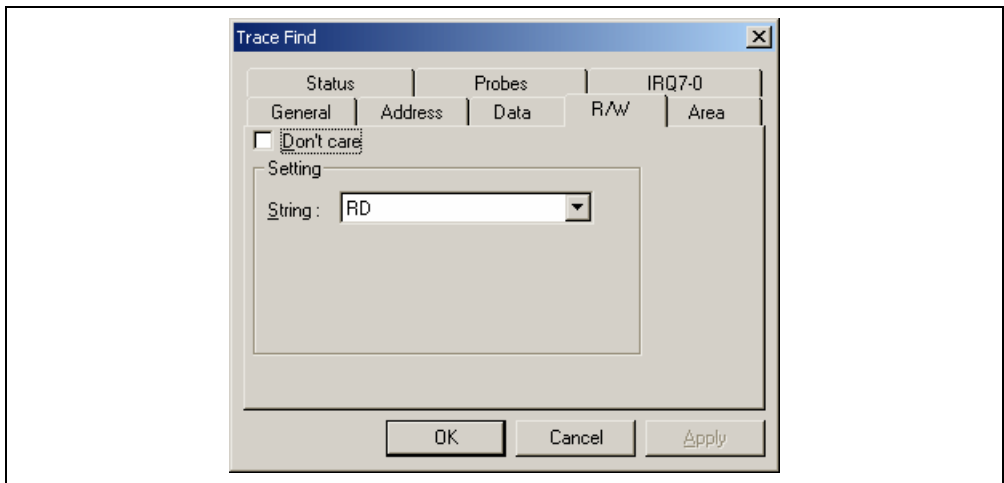 Trace Find
Status Probes IRQ7-0
General Address Data R/W Area
Don't care
Setting
String : RD
OK Cancel Apply